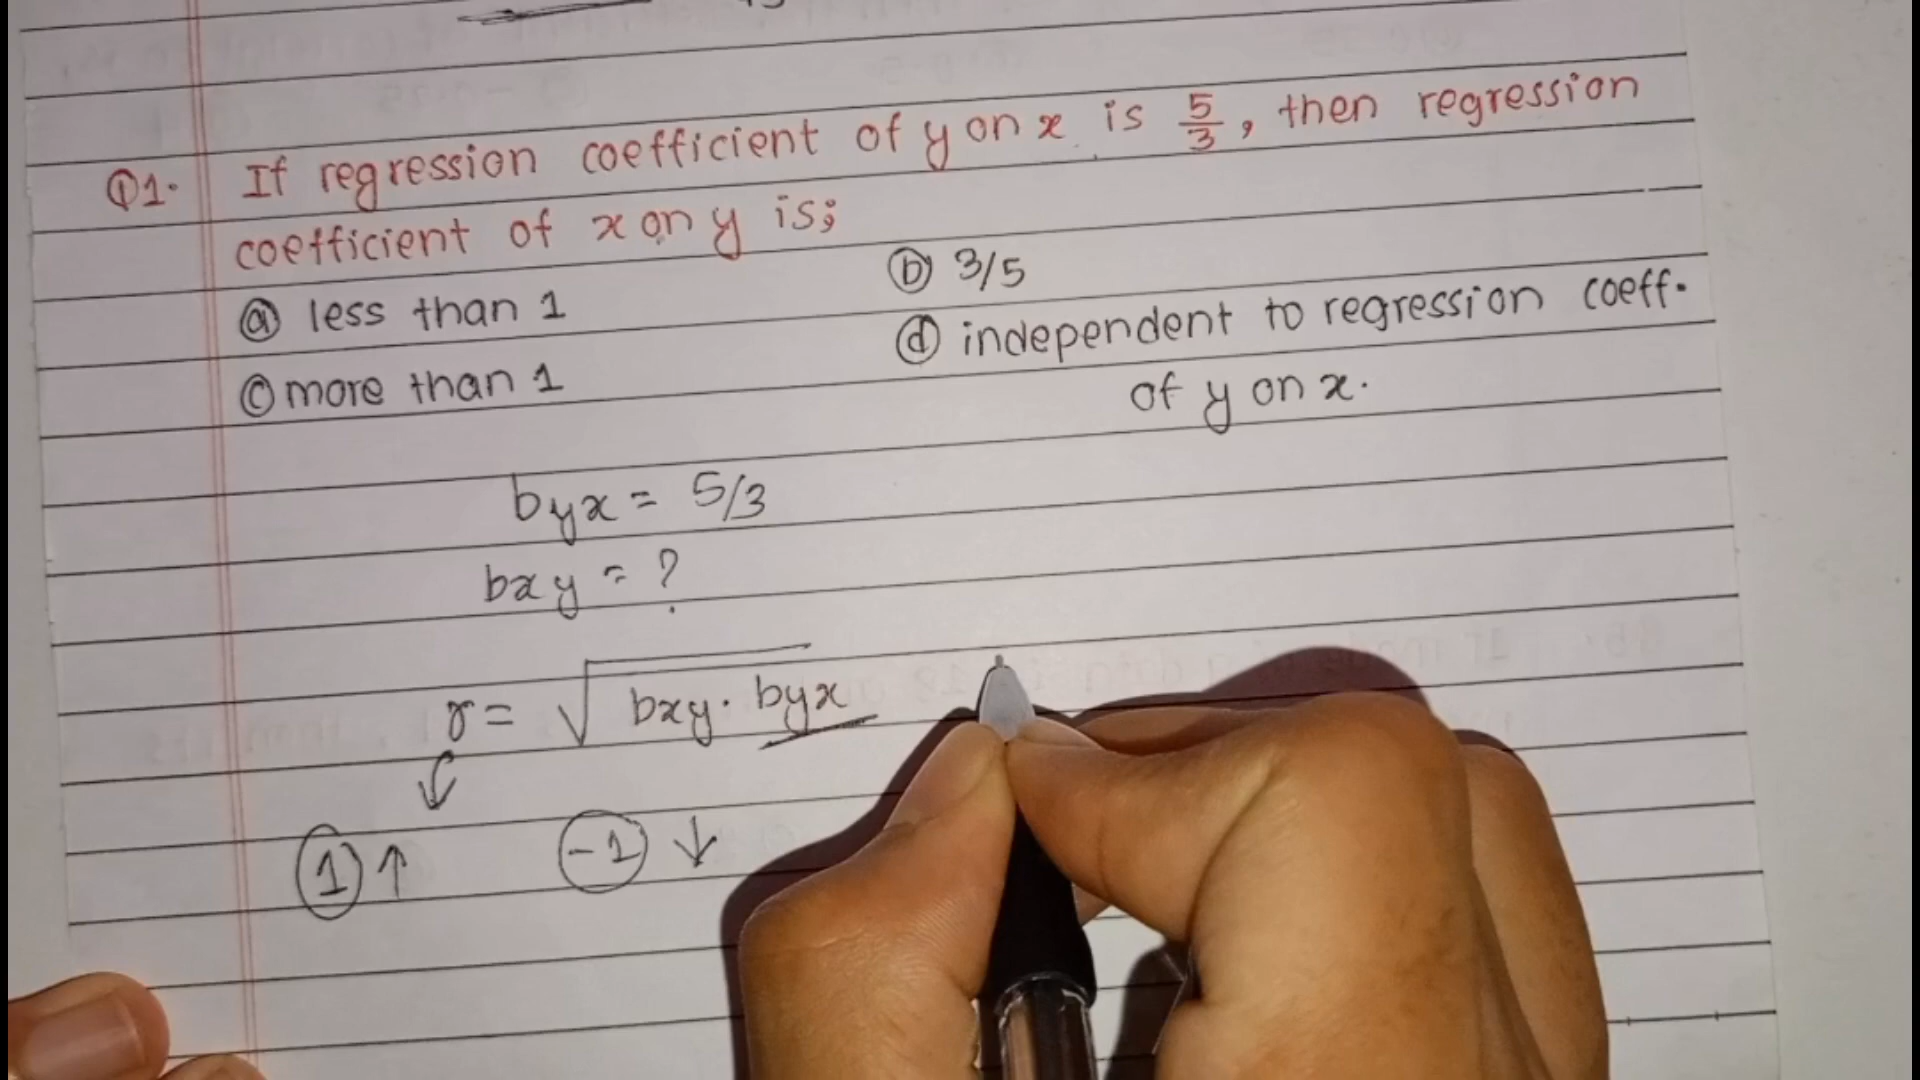 Q1. If regression coefficient of y on x is 5/3, then regression
coefficient of x on y is;
ⓐ less than 1 ⓑ 3/5
ⓒ more than 1 ⓓ independent to regression coeff.
of y on x.
byx = 5/3
bxy = ?
r = √bxy · byx
1 ↑ -1 ↓